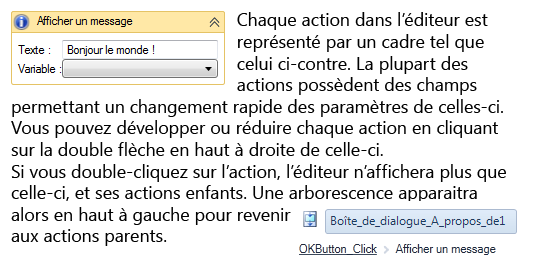 Afficher un message
Texte : Bonjour le monde !
Variable :
Chaque action dans l’éditeur est
représenté par un cadre tel que
celui ci-contre. La plupart des
actions possèdent des champs
permettant un changement rapide des paramètres de celles-ci.
Vous pouvez développer ou réduire chaque action en cliquant
sur la double flèche en haut à droite de celle-ci.
Si vous double-cliquez sur l’action, l’éditeur n’affichera plus que
celle-ci, et ses actions enfants. Une arborescence apparaitra
alors en haut à gauche pour revenir
aux actions parents.
Boîte_de_dialogue_A_propos_de1
OKButton_Click Afficher un message